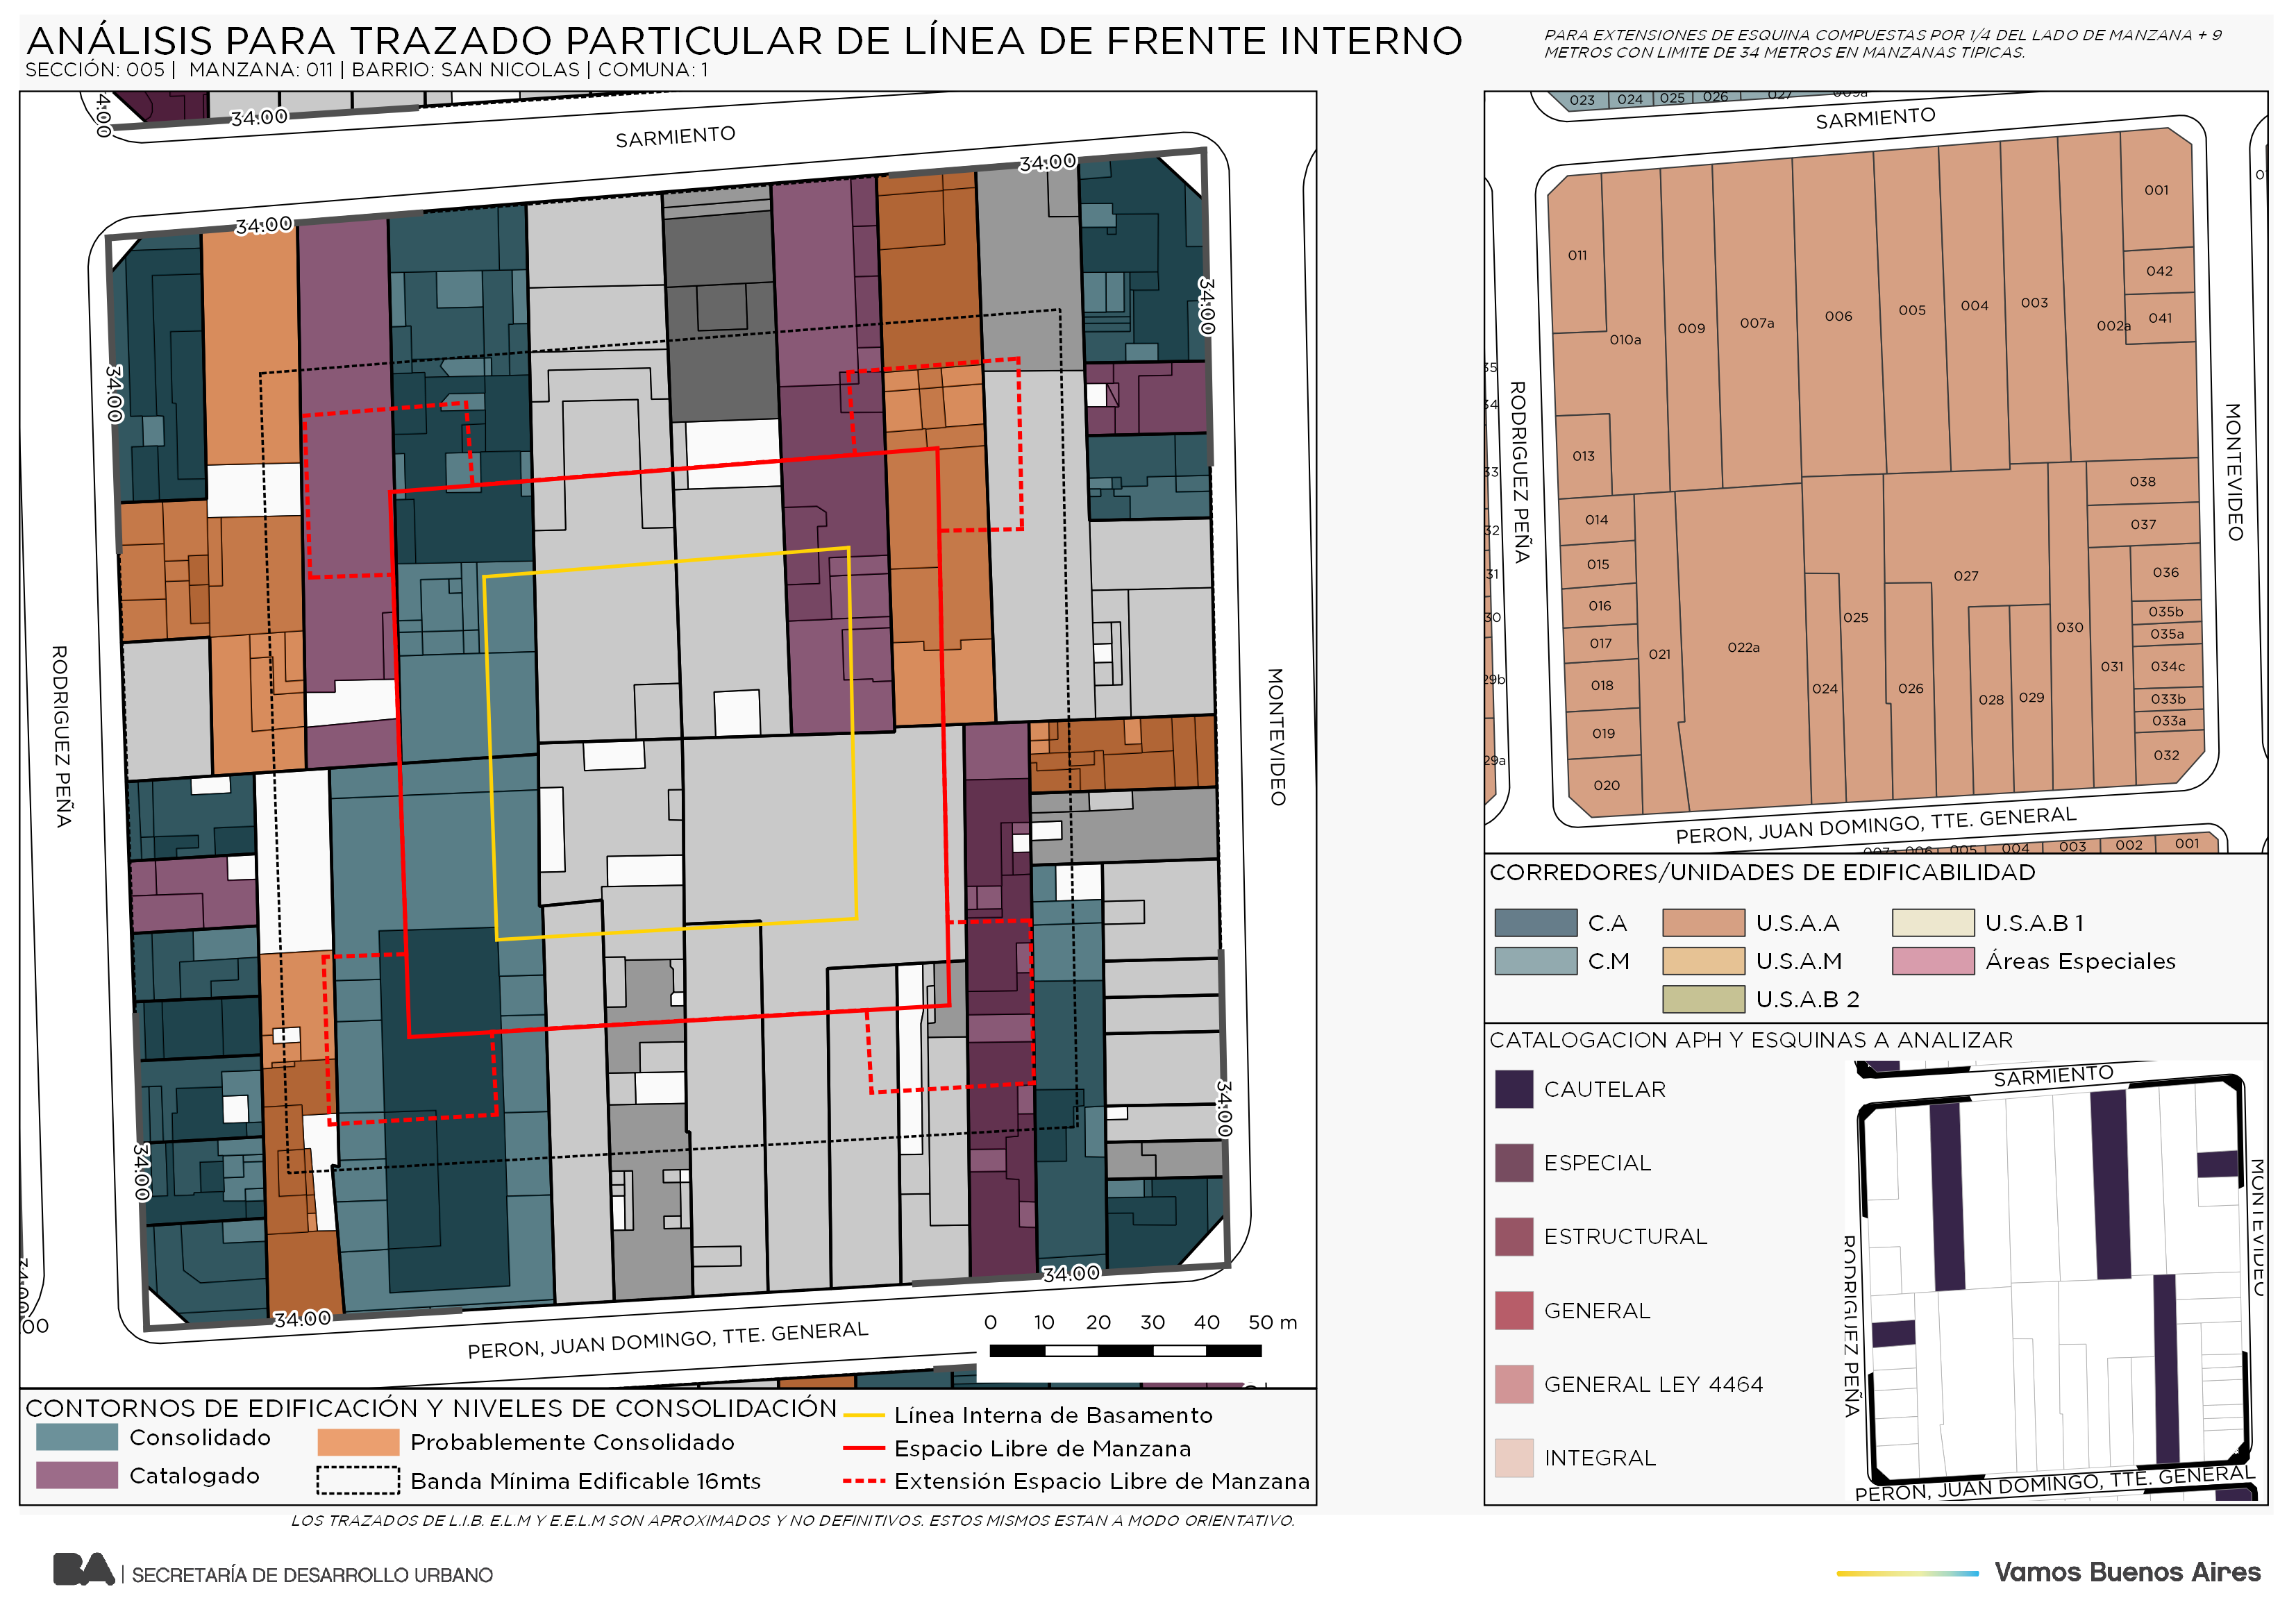 ANÁLISIS PARA TRAZADO PARTICULAR DE LÍNEA DE FRENTE INTERNO
SECCIÓN: 005 | MANZANA: 011 | BARRIO: SAN NICOLAS | COMUNA: 1
PARA EXTENSIONES DE ESQUINA COMPUESTAS POR 1/4 DEL LADO DE MANZANA + 9
METROS CON LIMITE DE 34 METROS EN MANZANAS TIPICAS.
34.00
SARMIENTO
34.00
34.00
34.00
34.00
RODRIGUEZ PEÑA
MONTEVIDEO
34.00
34.00
34.00
34.00
PERON, JUAN DOMINGO, TTE. GENERAL
0 10 20 30 40 50 m
CONTORNOS DE EDIFICACIÓN Y NIVELES DE CONSOLIDACIÓN
Consolidado
Catalogado
Probablemente Consolidado
Banda Mínima Edificable 16mts
Línea Interna de Basamento
Espacio Libre de Manzana
Extensión Espacio Libre de Manzana
LOS TRAZADOS DE L.I.B. E.L.M Y E.E.L.M SON APROXIMADOS Y NO DEFINITIVOS. ESTOS MISMOS ESTAN A MODO ORIENTATIVO.
023 024 025 026 027 009a
SARMIENTO
001
011
042
010a 009 007a 006 005 004 003 002a 041
RODRIGUEZ PEÑA
MONTEVIDEO
013
038
014
037
015
027
036
016
025
035b
017
021
022a
030
035a
031
034c
018
024
026
028
029
033b
019
033a
020
032
29b
29a
PERON, JUAN DOMINGO, TTE. GENERAL
007a 006 005 004 003 002 001
CORREDORES/UNIDADES DE EDIFICABILIDAD
C.A
U.S.A.A
U.S.A.B 1
C.M
U.S.A.M
Áreas Especiales
U.S.A.B 2
CATALOGACION APH Y ESQUINAS A ANALIZAR
CAUTELAR
ESPECIAL
ESTRUCTURAL
GENERAL
GENERAL LEY 4464
INTEGRAL
SARMIENTO
RODRIGUEZ PEÑA
MONTEVIDEO
PERON, JUAN DOMINGO, TTE. GENERAL
BA | SECRETARÍA DE DESARROLLO URBANO
Vamos Buenos Aires